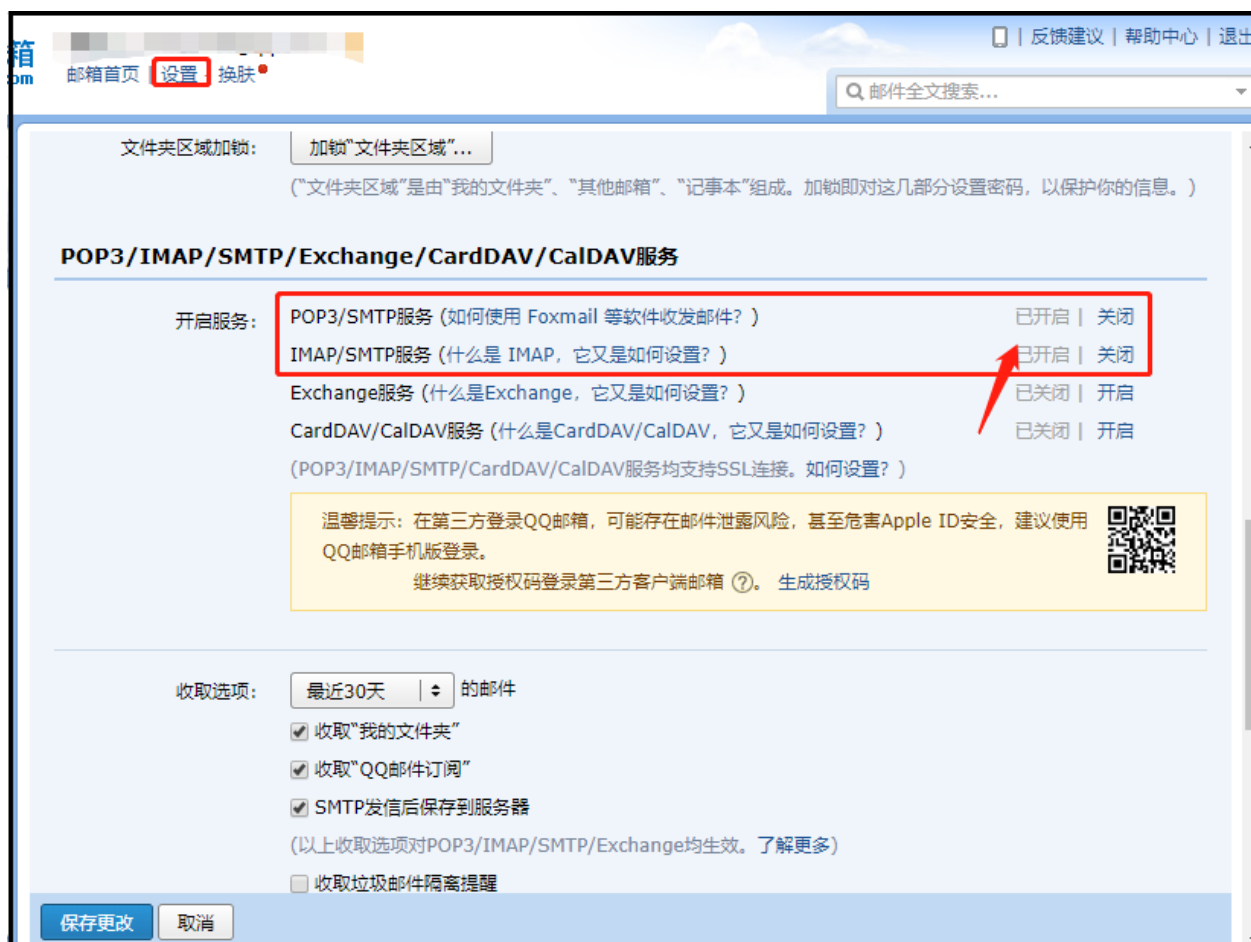 箱
| 反馈建议 | 帮助中心 | 退出
om
邮箱首页 | 设置 - 换肤
邮件全文搜索...
文件夹区域加锁: 加锁"文件夹区域"...
("文件夹区域"是由"我的文件夹"、"其他邮箱"、"记事本"组成。加锁即对这几部分设置密码，以保护你的信息。)
POP3/IMAP/SMTP/Exchange/CardDAV/CalDAV服务
开启服务: POP3/SMTP服务 (如何使用 Foxmail 等软件收发邮件？) 已开启 | 关闭
IMAP/SMTP服务 (什么是 IMAP，它又是如何设置？) 已开启 | 关闭
Exchange服务 (什么是Exchange，它又是如何设置？) 已关闭 | 开启
CardDAV/CalDAV服务 (什么是CardDAV/CalDAV，它又是如何设置？) 已关闭 | 开启
(POP3/IMAP/SMTP/CardDAV/CalDAV服务均支持SSL连接。如何设置？)
温馨提示：在第三方登录QQ邮箱，可能存在邮件泄露风险，甚至危害Apple ID安全，建议使用
QQ邮箱手机版登录。
继续获取授权码登录第三方客户端邮箱 ?。 生成授权码
收取选项: 最近30天 的邮件
收取"我的文件夹"
收取"QQ邮件订阅"
SMTP发信后保存到服务器
(以上收取选项对POP3/IMAP/SMTP/Exchange均生效。了解更多)
收取垃圾邮件隔离提醒
保存更改 取消